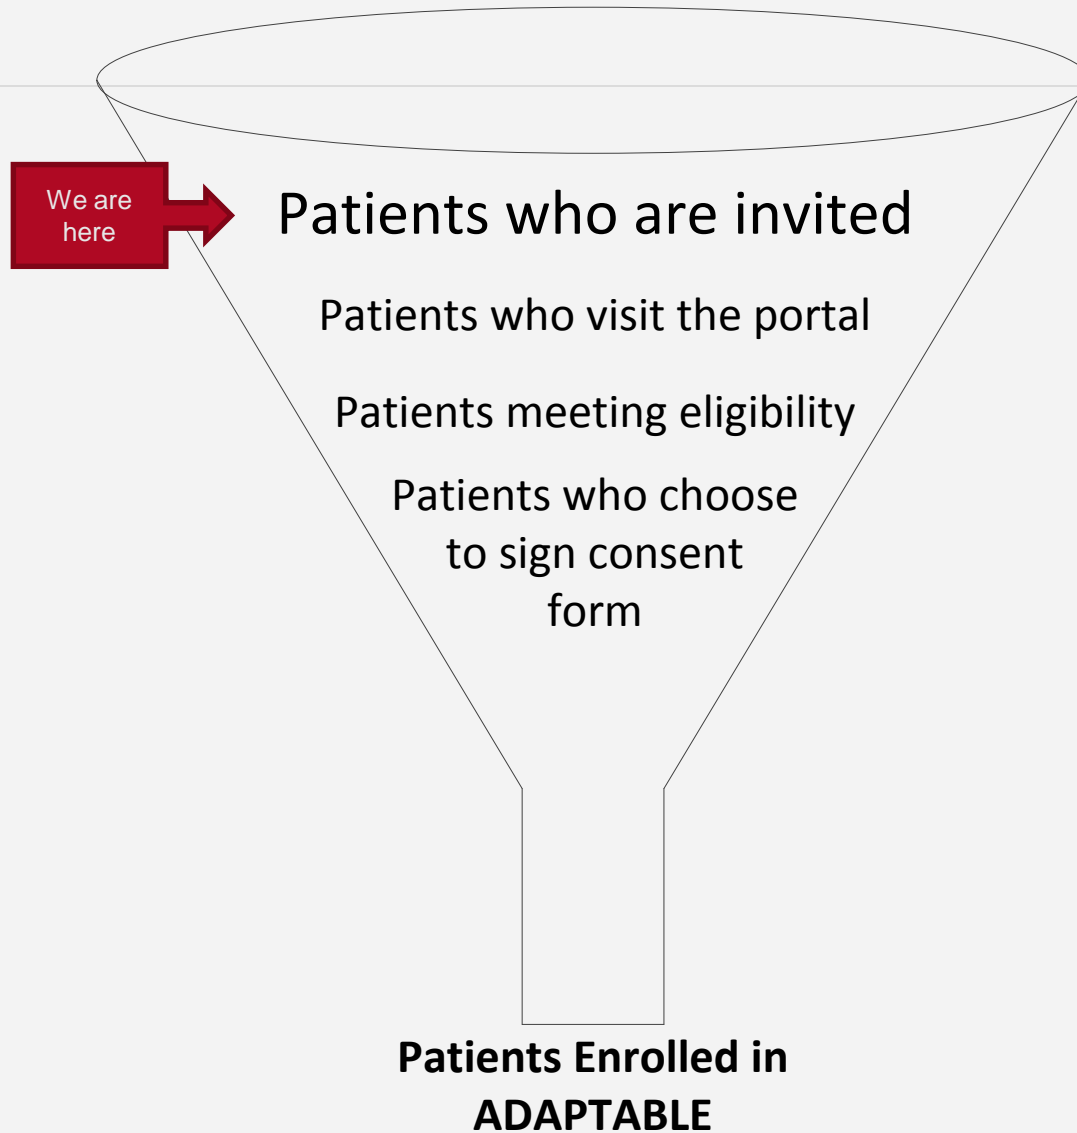 We are
here
Patients who are invited
Patients who visit the portal
Patients meeting eligibility
Patients who choose
to sign consent
form
Patients Enrolled in
ADAPTABLE